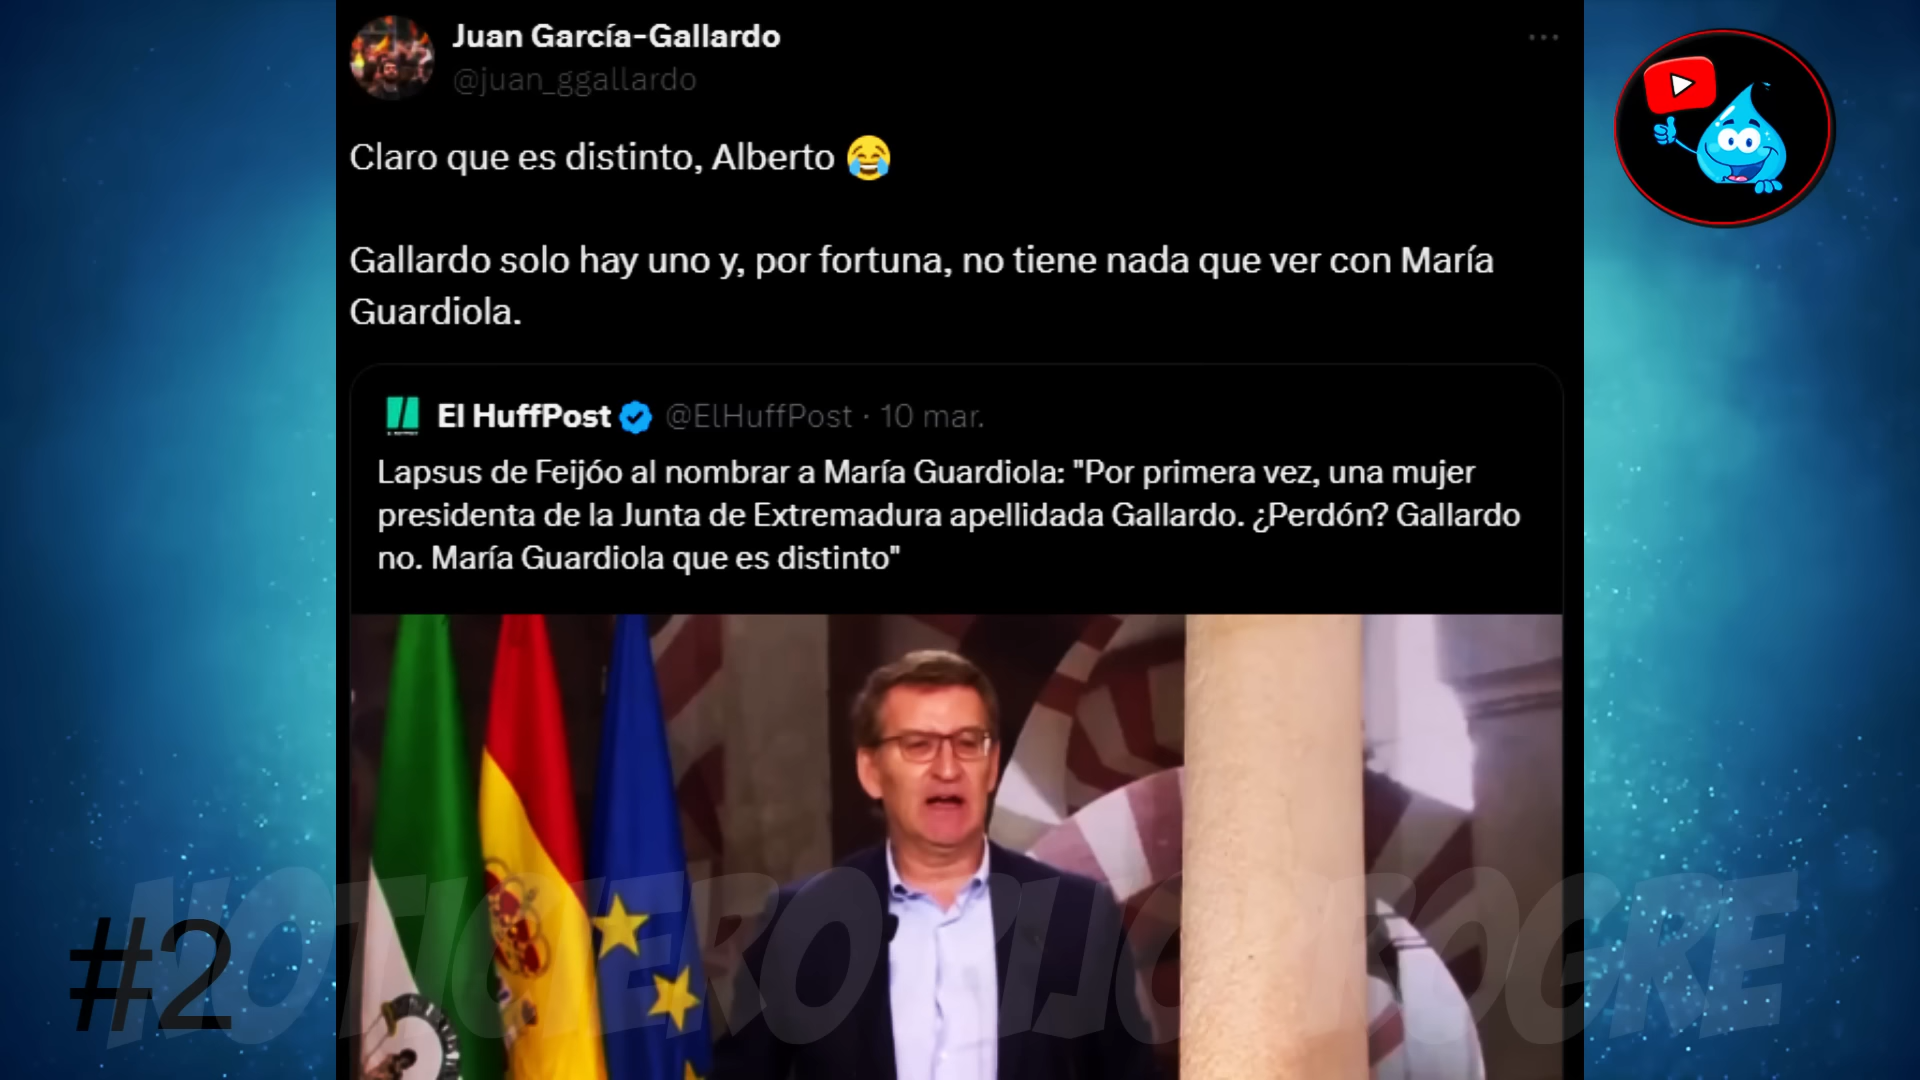 Juan García-Gallardo
@juan_ggallardo
Claro que es distinto, Alberto 😂
Gallardo solo hay uno y, por fortuna, no tiene nada que ver con María
Guardiola.
El HuffPost @ElHuffPost · 10 mar.
Lapsus de Feijóo al nombrar a María Guardiola: "Por primera vez, una mujer
presidenta de la Junta de Extremadura apellidada Gallardo. ¿Perdón? Gallardo
no. María Guardiola que es distinto"
#2